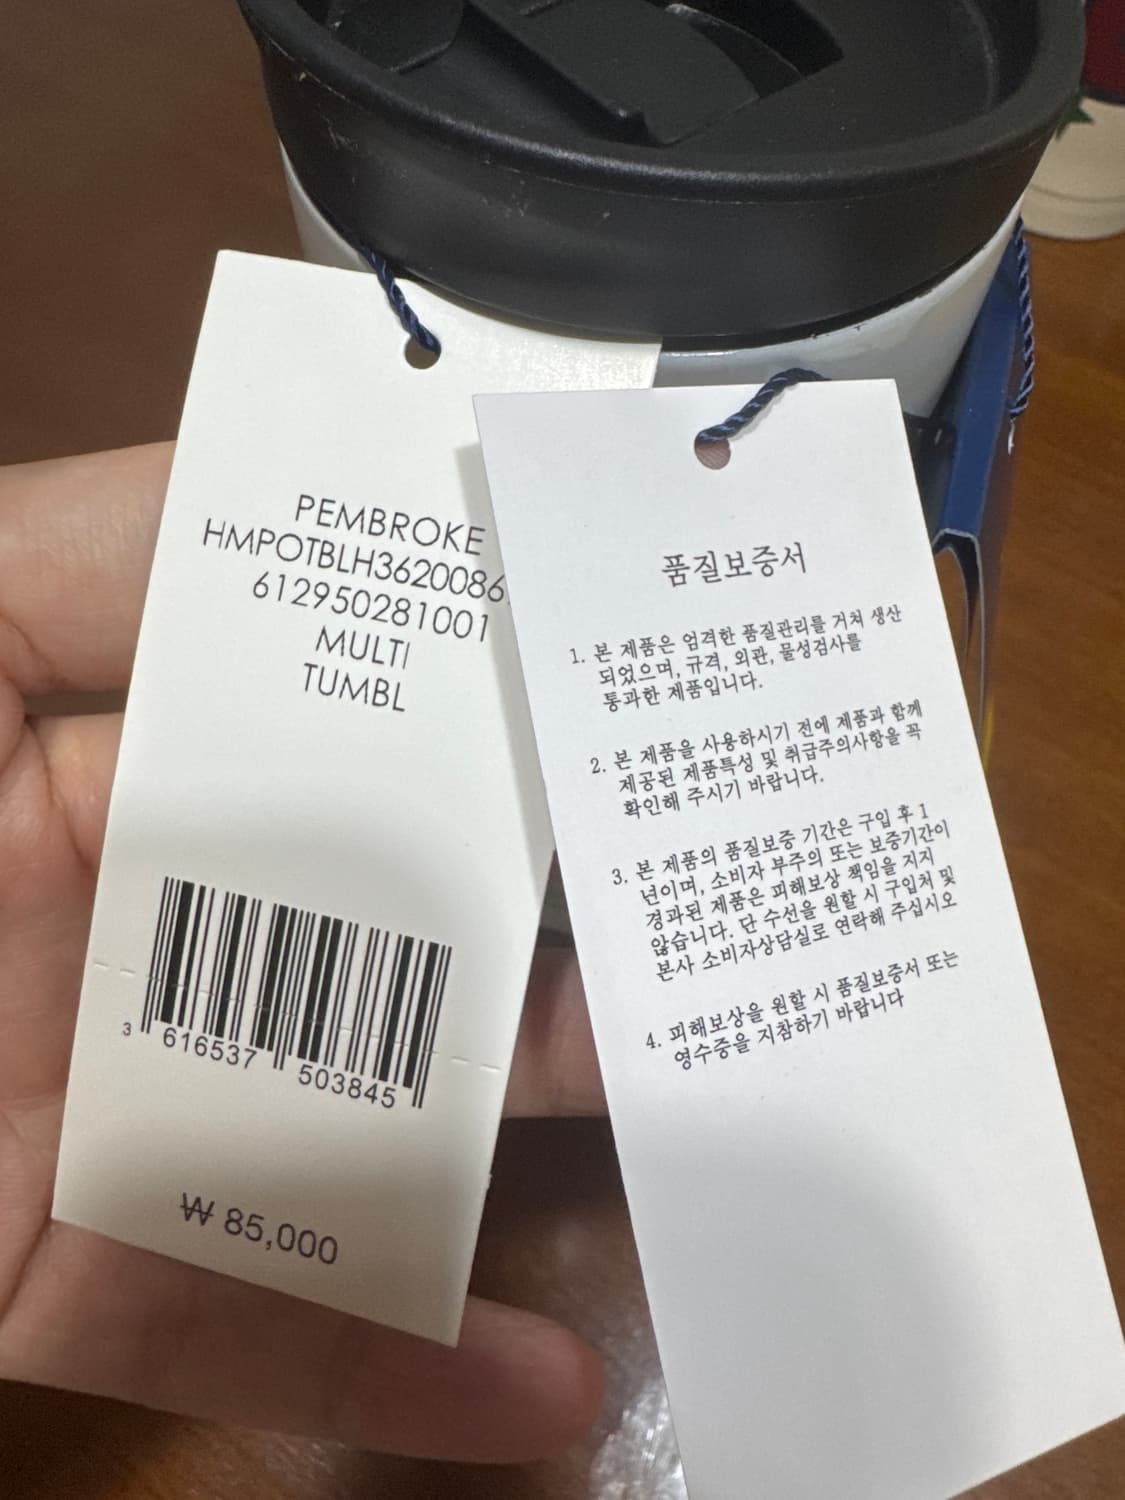 PEMBROKE
HMPOTBLH3620086
612950281001
MULTI
TUMBL
3 616537 503845
₩ 85,000
품질보증서
1. 본 제품은 엄격한 품질관리를 거쳐 생산
되었으며, 규격, 외관, 물성검사를
통과한 제품입니다.
2. 본 제품을 사용하시기 전에 제품과 함께
제공된 제품특성 및 취급주의사항을 꼭
확인해 주시기 바랍니다.
3. 본 제품의 품질보증 기간은 구입 후 1
년이며, 소비자 부주의 또는 보증기간이
경과된 제품은 피해보상 책임을 지지
않습니다. 단 수선을 원할 시 구입처 및
본사 소비자상담실로 연락해 주십시오
4. 피해보상을 원할 시 품질보증서 또는
영수증을 지참하기 바랍니다